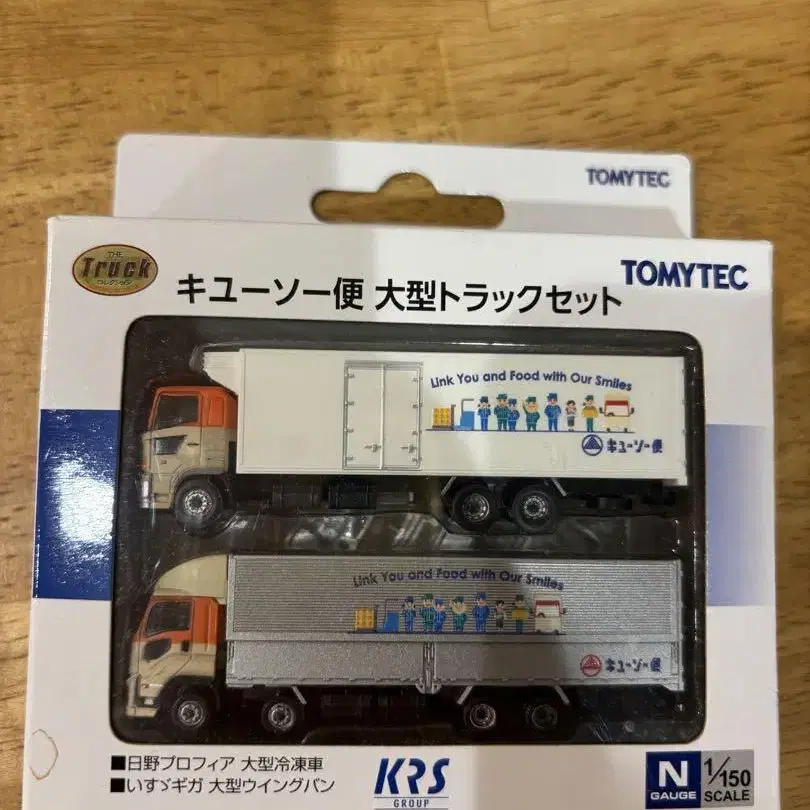 TOMYTEC
THE
Truck
コレクション
TOMYTEC
キユーソー便 大型トラックセット
Link You and Food with Our Smiles
キユーソー便
Link You and Food with Our Smiles
キユーソー便
■日野プロフィア 大型冷凍車
■いすゞギガ 大型ウイングバン
KRS
GROUP
N
GAUGE
1/150
SCALE